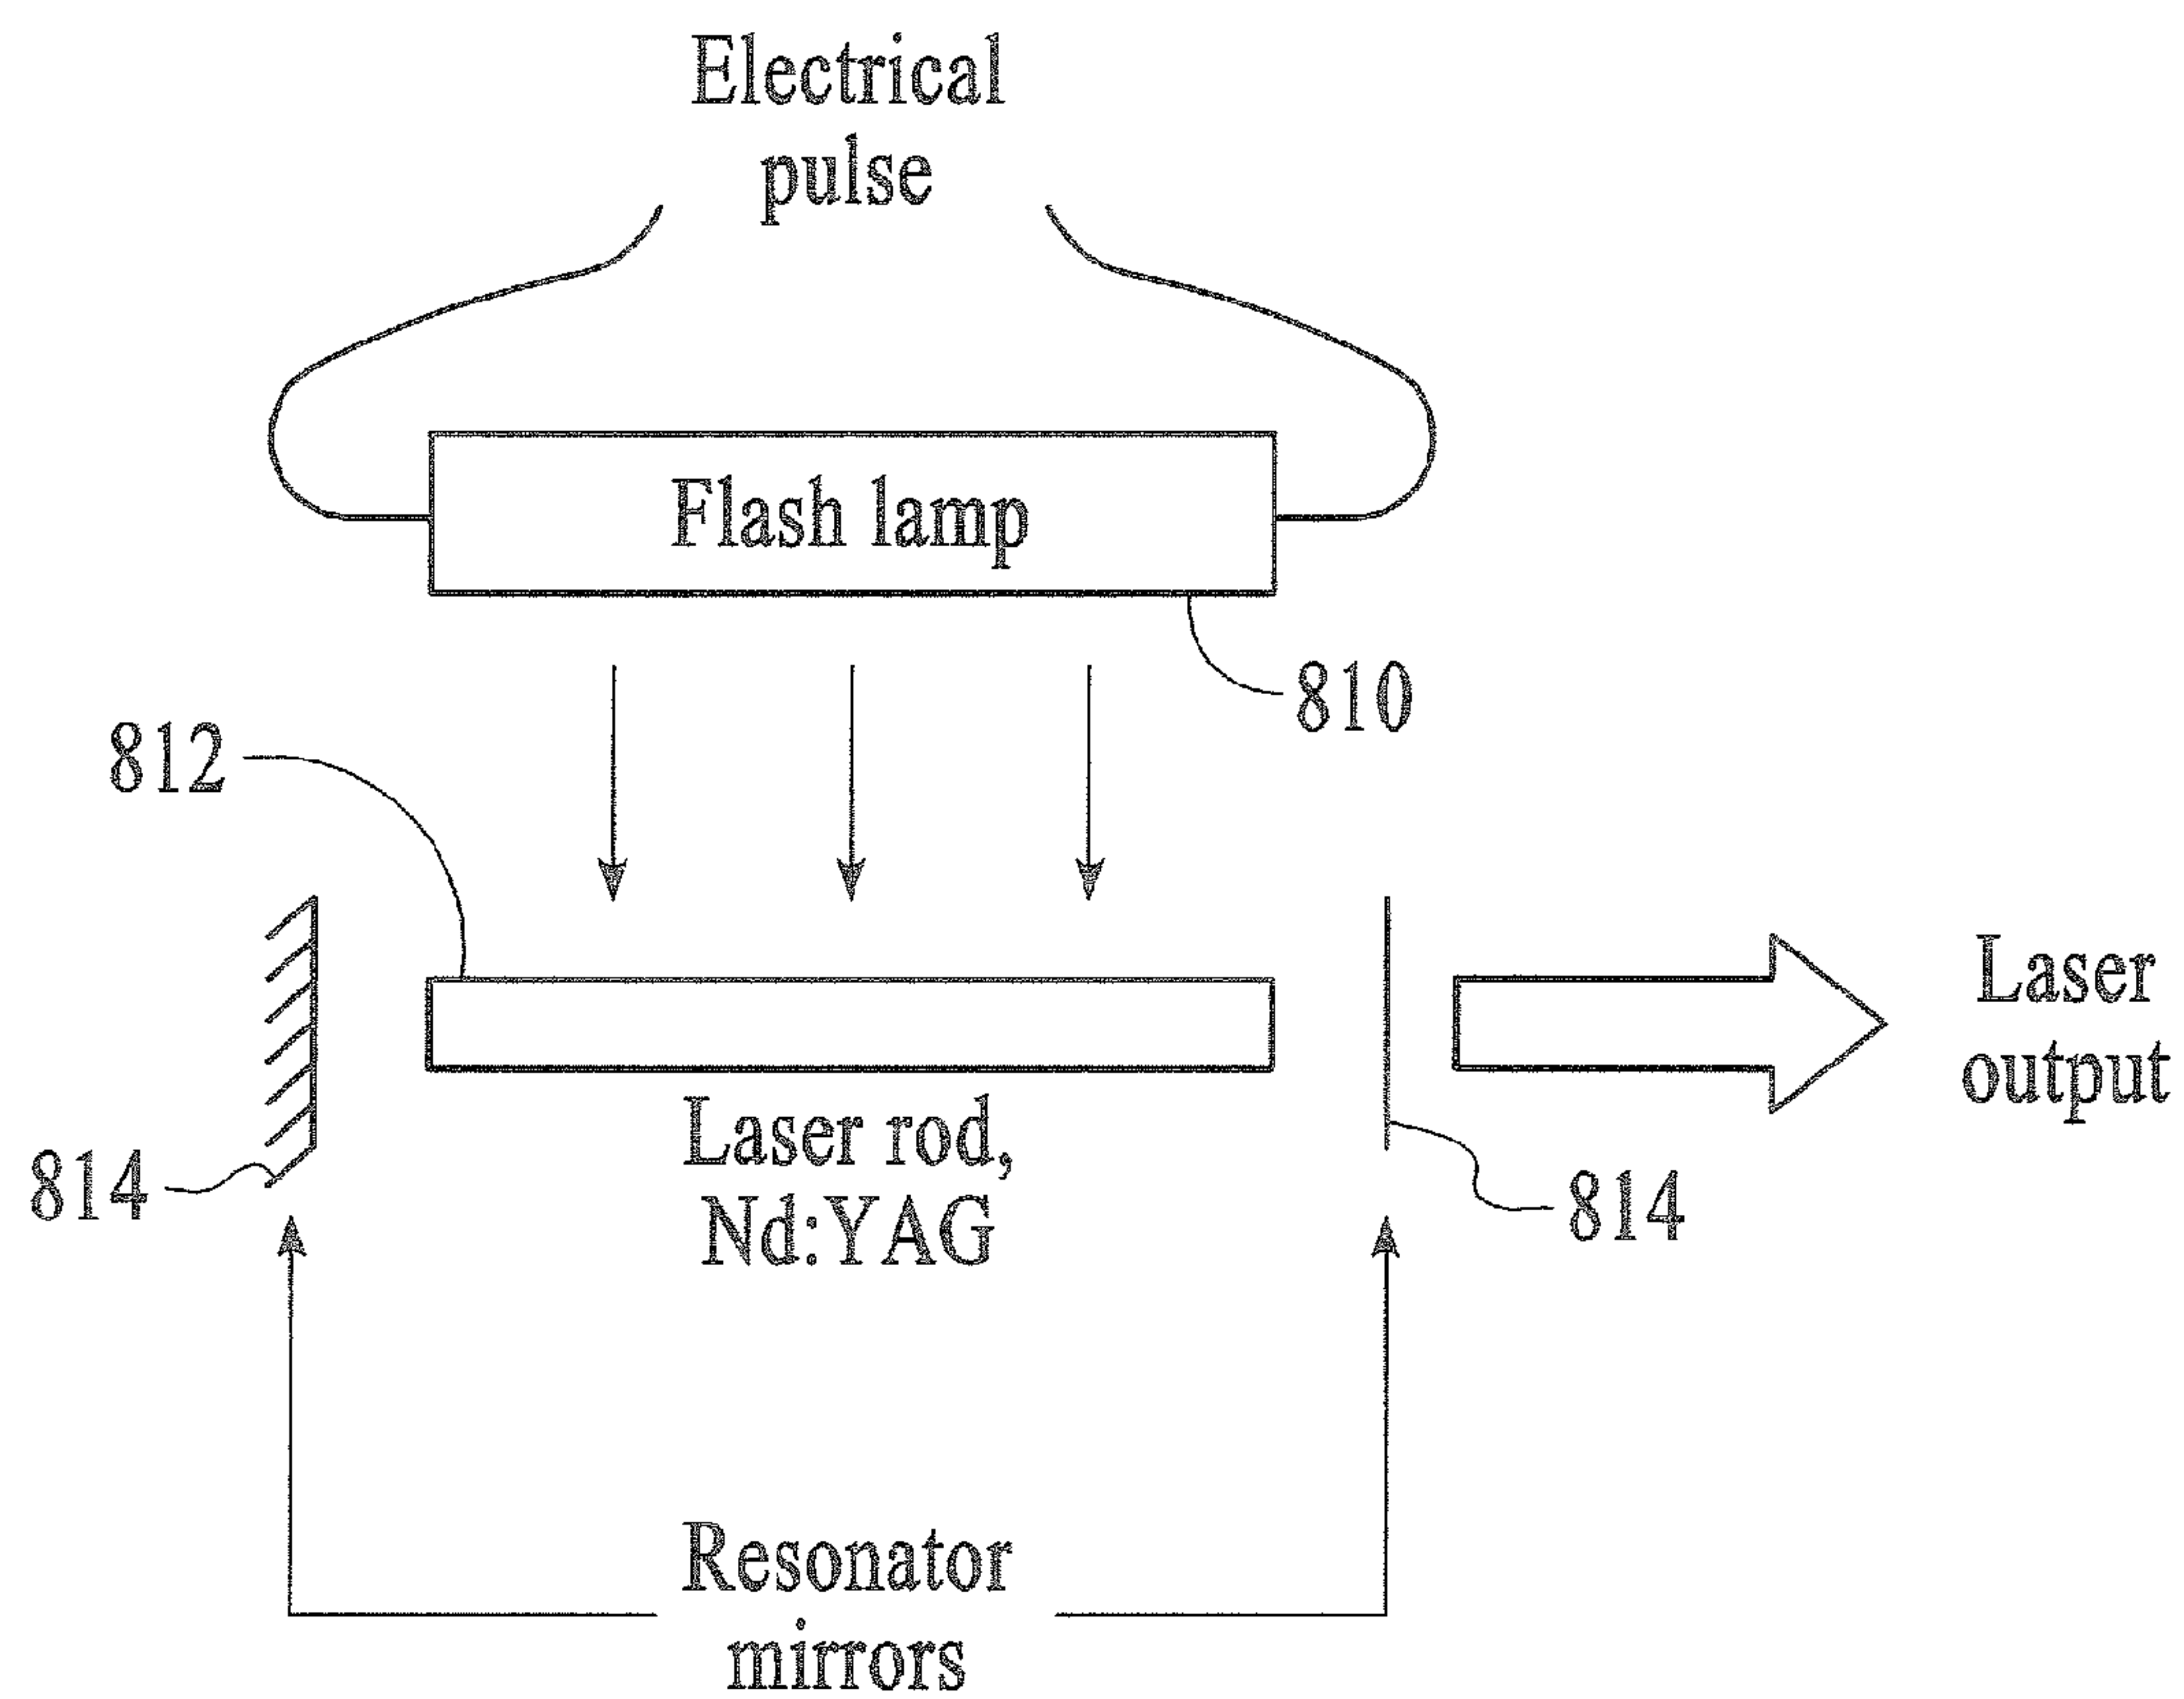 Electrical
pulse
Flash lamp
810
812
Laser
output
Laser rod,
Nd:YAG
814
814
Resonator
mirrors